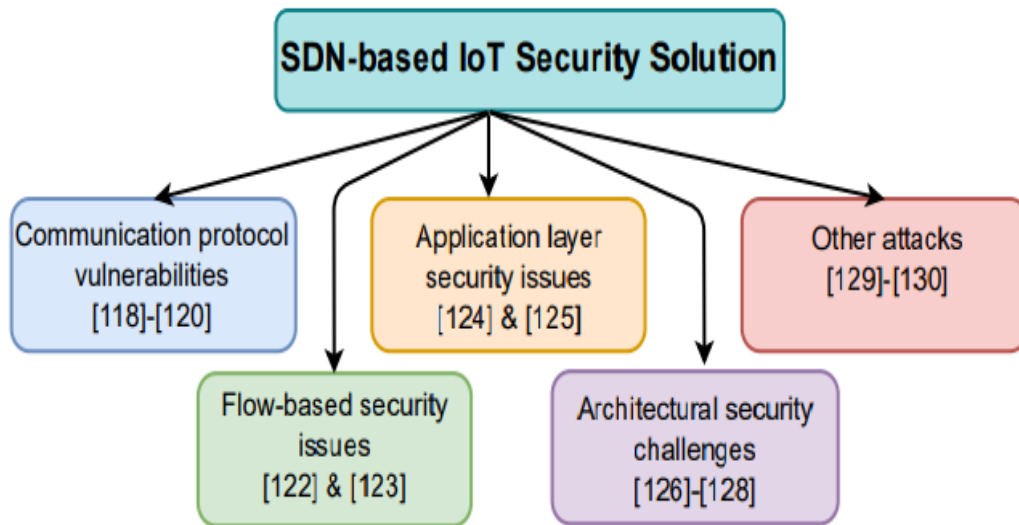 SDN-based IoT Security Solution
Communication protocol
vulnerabilities
[118]-[120]
Application layer
security issues
[124] & [125]
Other attacks
[129]-[130]
Flow-based security
issues
[122] & [123]
Architectural security
challenges
[126]-[128]